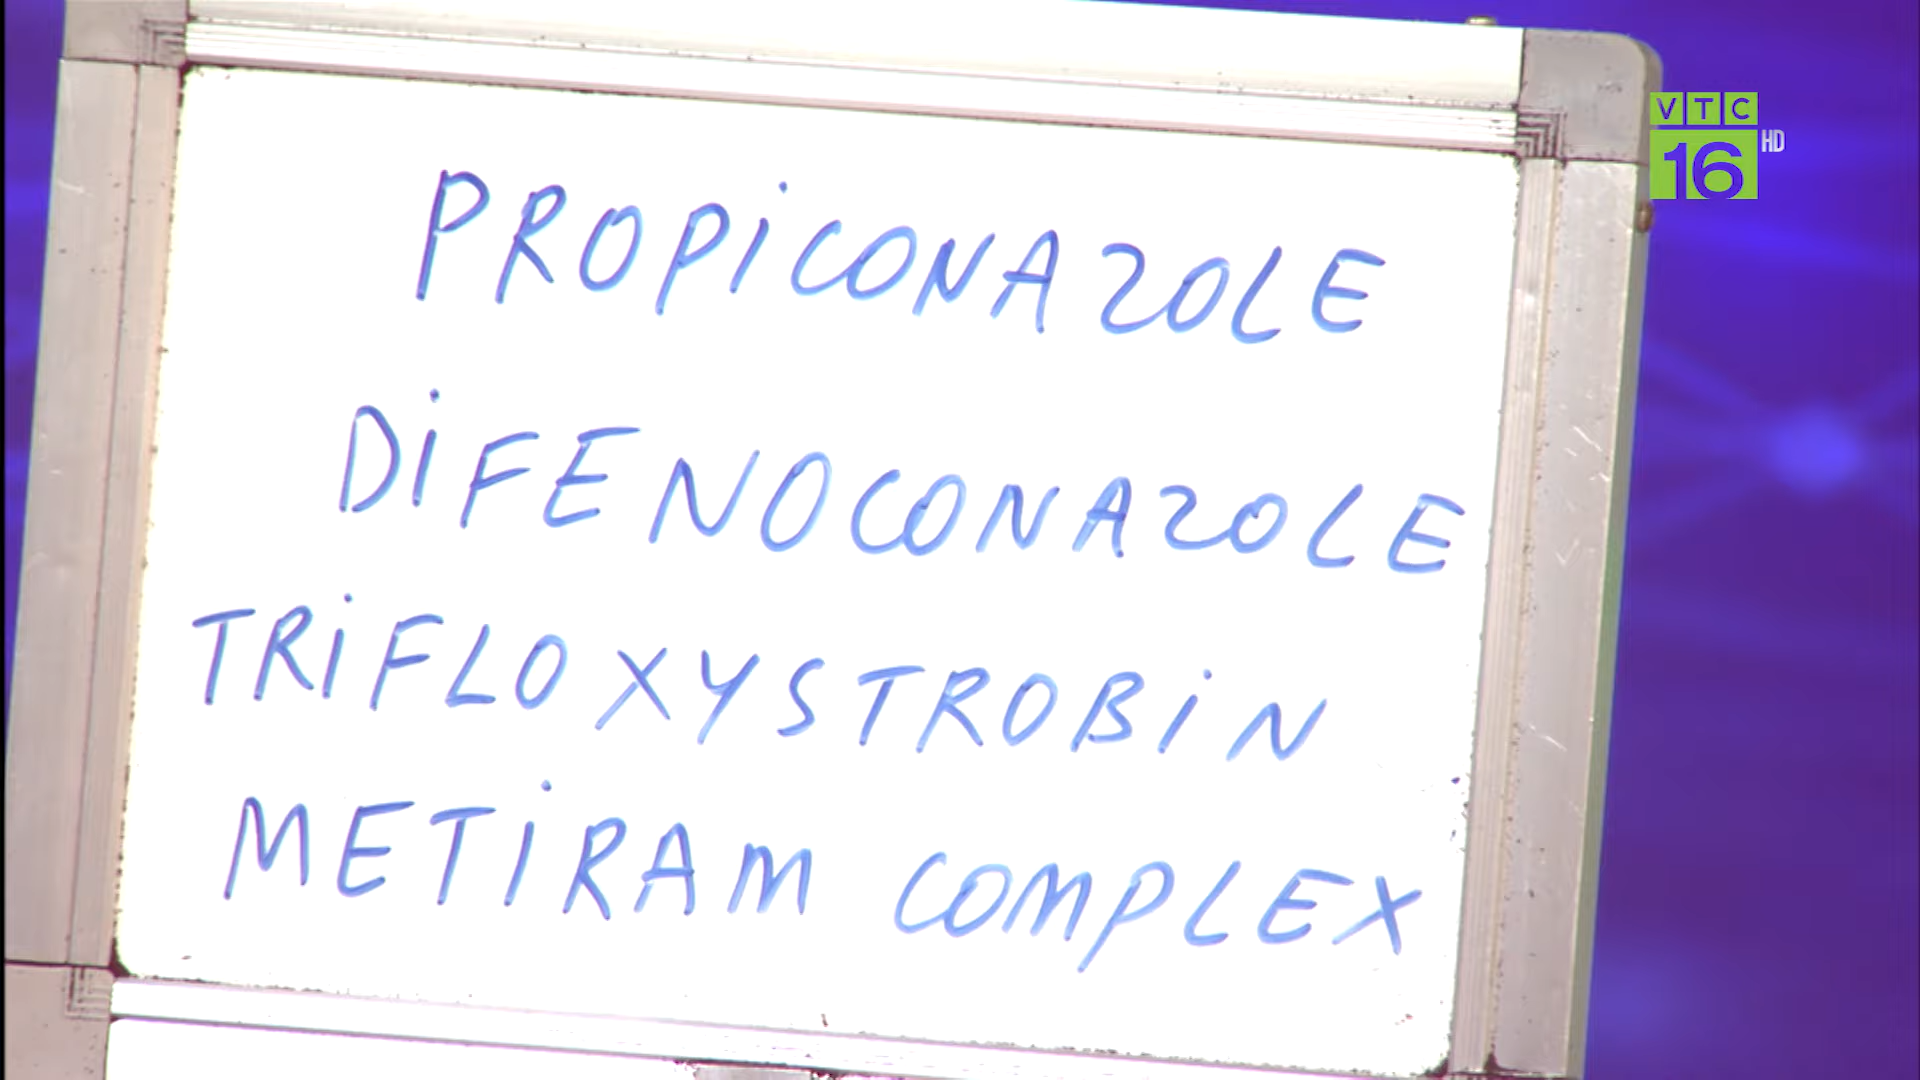 VTC
16 HD
PROPiCONAZOLE
DiFENOCONAZOLE
TRiFLOXYSTROBiN
METiRAM COMPLEX